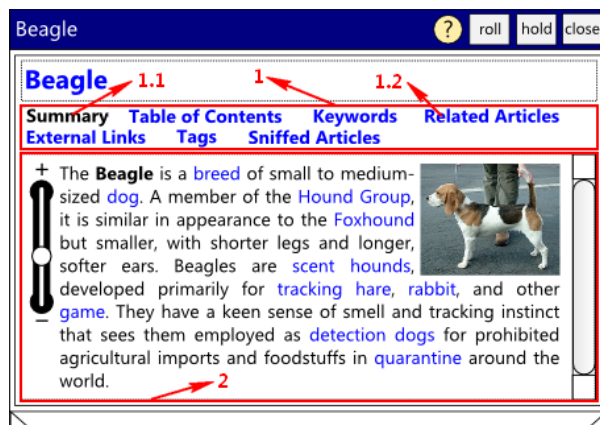 Beagle ? roll hold close
Beagle
1.1 1 1.2
Summary Table of Contents Keywords Related Articles
External Links Tags Sniffed Articles
+
The Beagle is a breed of small to medium-
sized dog. A member of the Hound Group,
it is similar in appearance to the Foxhound
but smaller, with shorter legs and longer,
softer ears. Beagles are scent hounds,
developed primarily for tracking hare, rabbit, and other
game. They have a keen sense of smell and tracking instinct
−
that sees them employed as detection dogs for prohibited
agricultural imports and foodstuffs in quarantine around the
world.
2